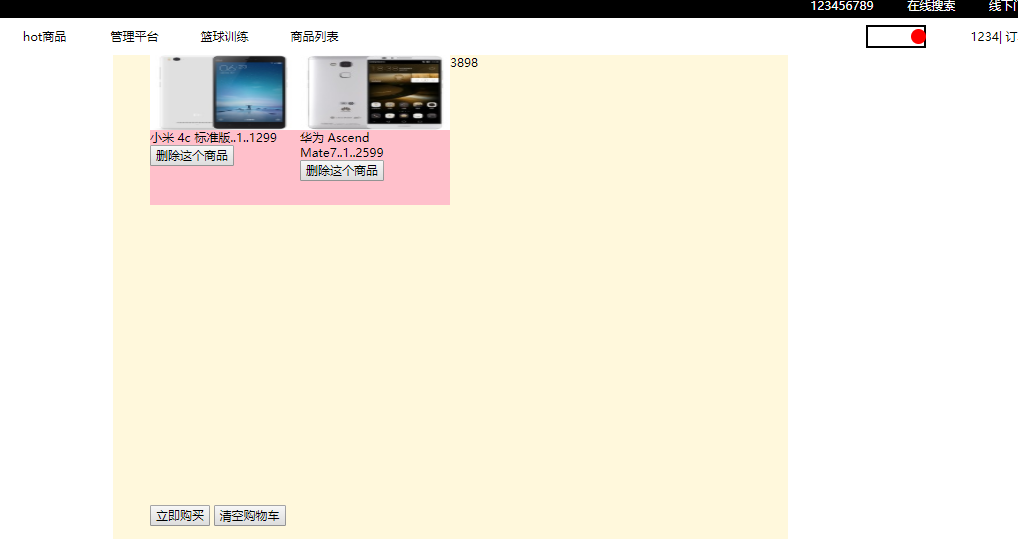 123456789 在线搜索 线下
hot商品 管理平台 篮球训练 商品列表 1234| 订
3898
小米 4c 标准版..1..1299
华为 Ascend
Mate7..1..2599
删除这个商品
删除这个商品
立即购买 清空购物车